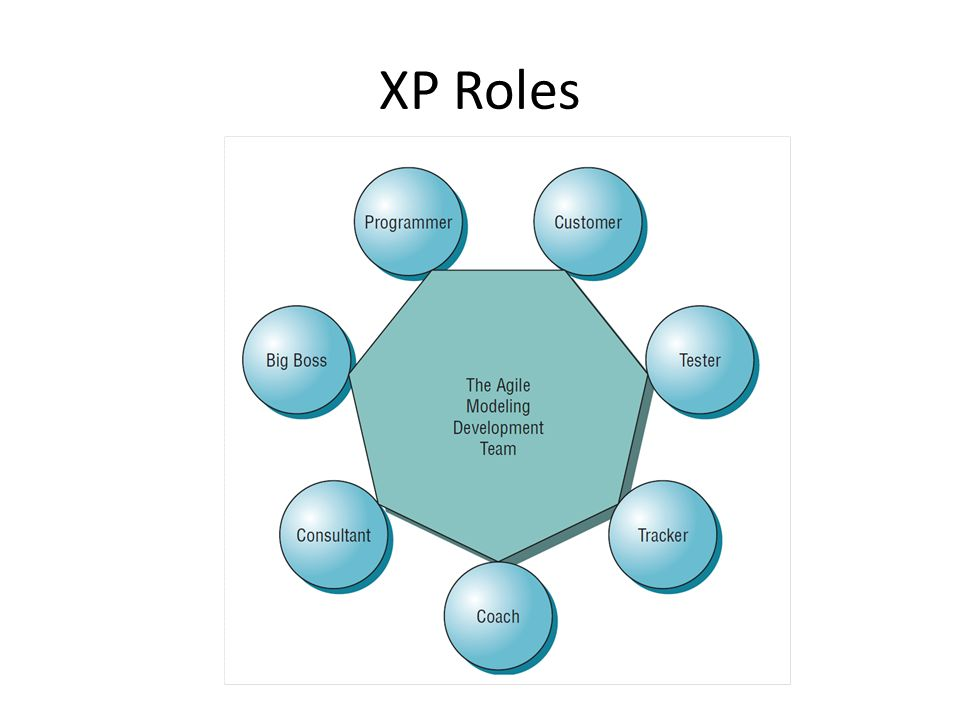 XP Roles
Programmer
Customer
Big Boss
Tester
The Agile
Modeling
Development
Team
Consultant
Tracker
Coach